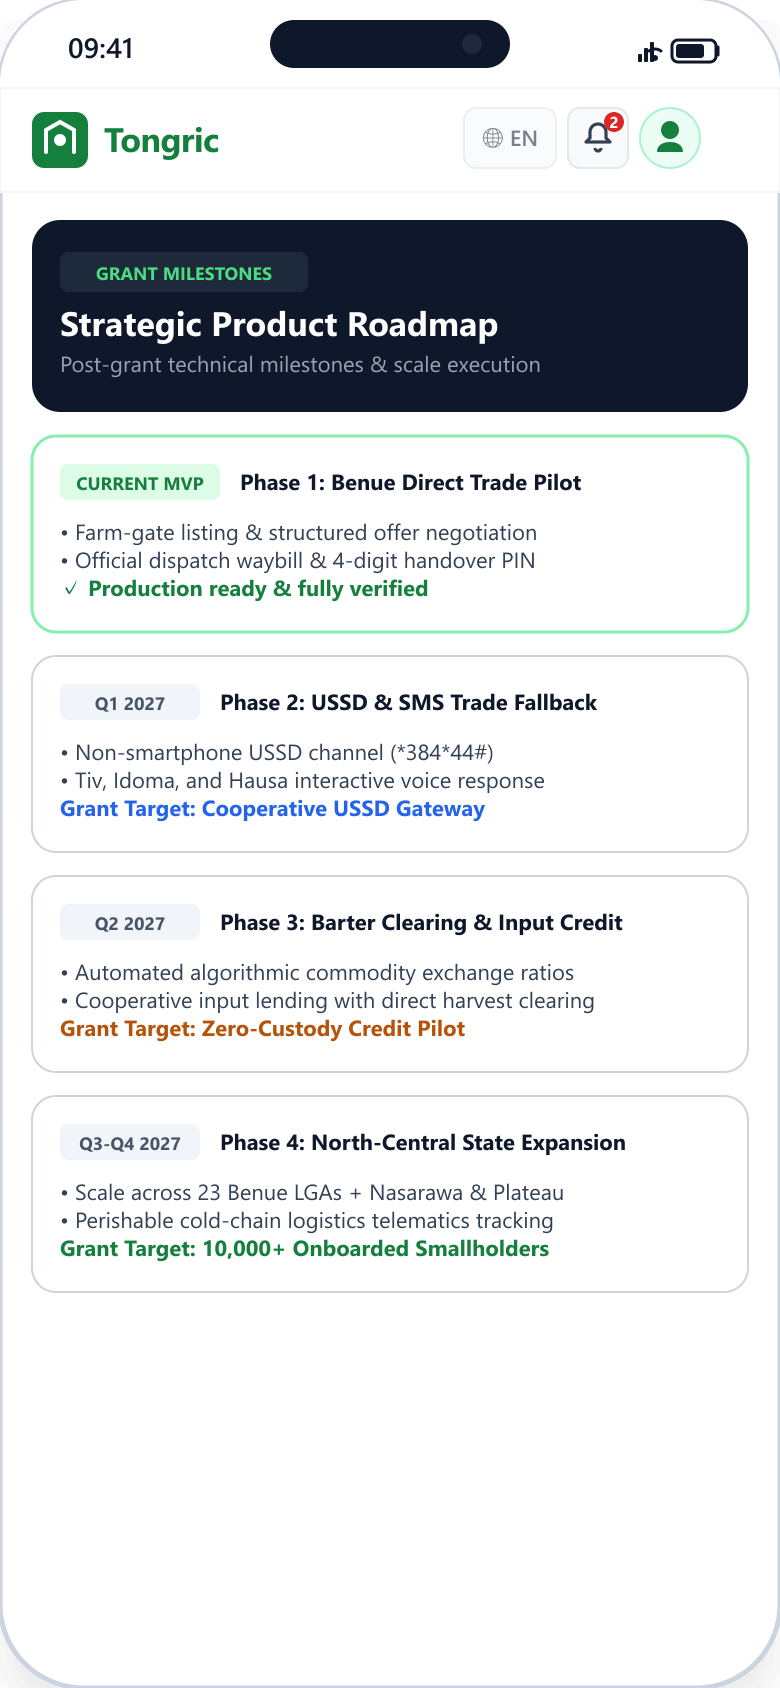 09:41
Tongric
EN
2
GRANT MILESTONES
Strategic Product Roadmap
Post-grant technical milestones & scale execution
CURRENT MVP
Phase 1: Benue Direct Trade Pilot
• Farm-gate listing & structured offer negotiation
• Official dispatch waybill & 4-digit handover PIN
✓ Production ready & fully verified
Q1 2027
Phase 2: USSD & SMS Trade Fallback
• Non-smartphone USSD channel (*384*44#)
• Tiv, Idoma, and Hausa interactive voice response
Grant Target: Cooperative USSD Gateway
Q2 2027
Phase 3: Barter Clearing & Input Credit
• Automated algorithmic commodity exchange ratios
• Cooperative input lending with direct harvest clearing
Grant Target: Zero-Custody Credit Pilot
Q3-Q4 2027
Phase 4: North-Central State Expansion
• Scale across 23 Benue LGAs + Nasarawa & Plateau
• Perishable cold-chain logistics telematics tracking
Grant Target: 10,000+ Onboarded Smallholders